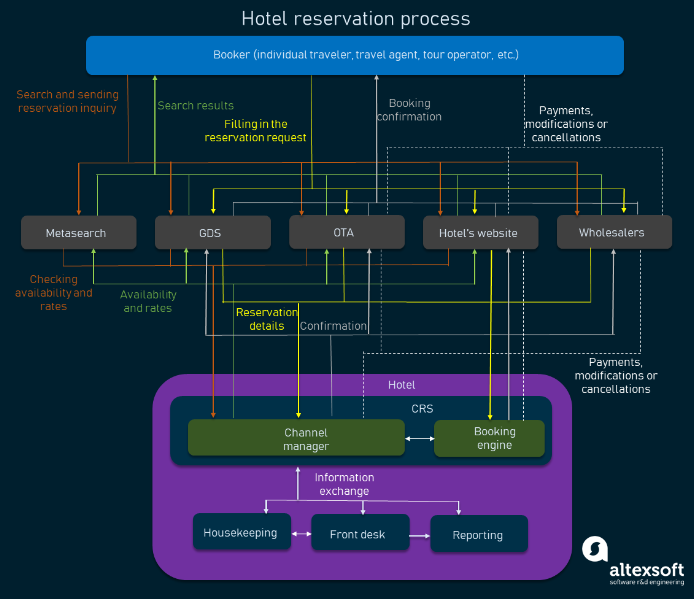 Hotel reservation process
Booker (individual traveler, travel agent, tour operator, etc.)
Search and sending
reservation inquiry
Search results
Filling in the
reservation request
Booking
confirmation
Payments,
modifications or
cancellations
Metasearch
GDS
OTA
Hotel's website
Wholesalers
Checking
availability and
rates
Availability
and rates
Reservation
details
Confirmation
Payments,
modifications or
cancellations
Hotel
CRS
Channel
manager
Booking
engine
Information
exchange
Housekeeping
Front desk
Reporting
altexsoft
software r&d engineering